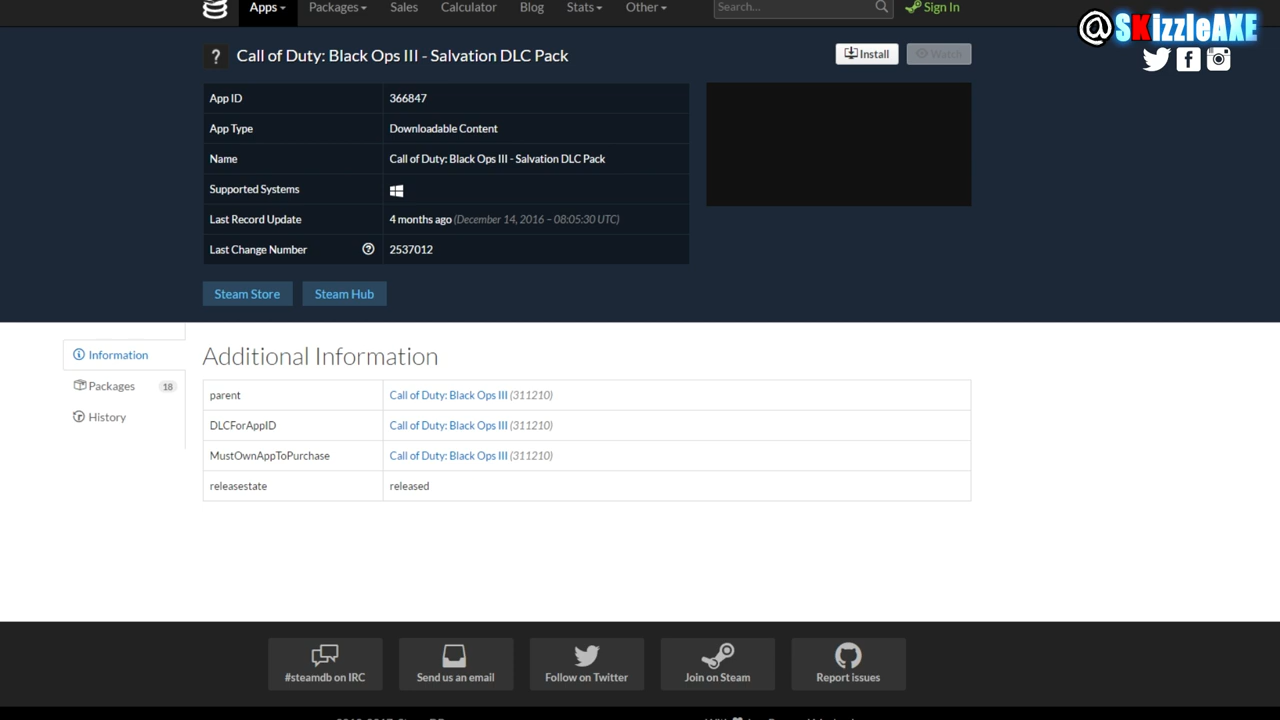 Apps Packages Sales Calculator Blog Stats Other Search... Sign In
@SKizzleAXE
? Call of Duty: Black Ops III - Salvation DLC Pack Install Watch
App ID 366847
App Type Downloadable Content
Name Call of Duty: Black Ops III - Salvation DLC Pack
Supported Systems
Last Record Update 4 months ago (December 14, 2016 – 08:05:30 UTC)
Last Change Number ? 2537012
Steam Store Steam Hub
Information
Packages 18
History
Additional Information
parent Call of Duty: Black Ops III (311210)
DLCForAppID Call of Duty: Black Ops III (311210)
MustOwnAppToPurchase Call of Duty: Black Ops III (311210)
releasestate released
#steamdb on IRC Send us an email Follow on Twitter Join on Steam Report issues